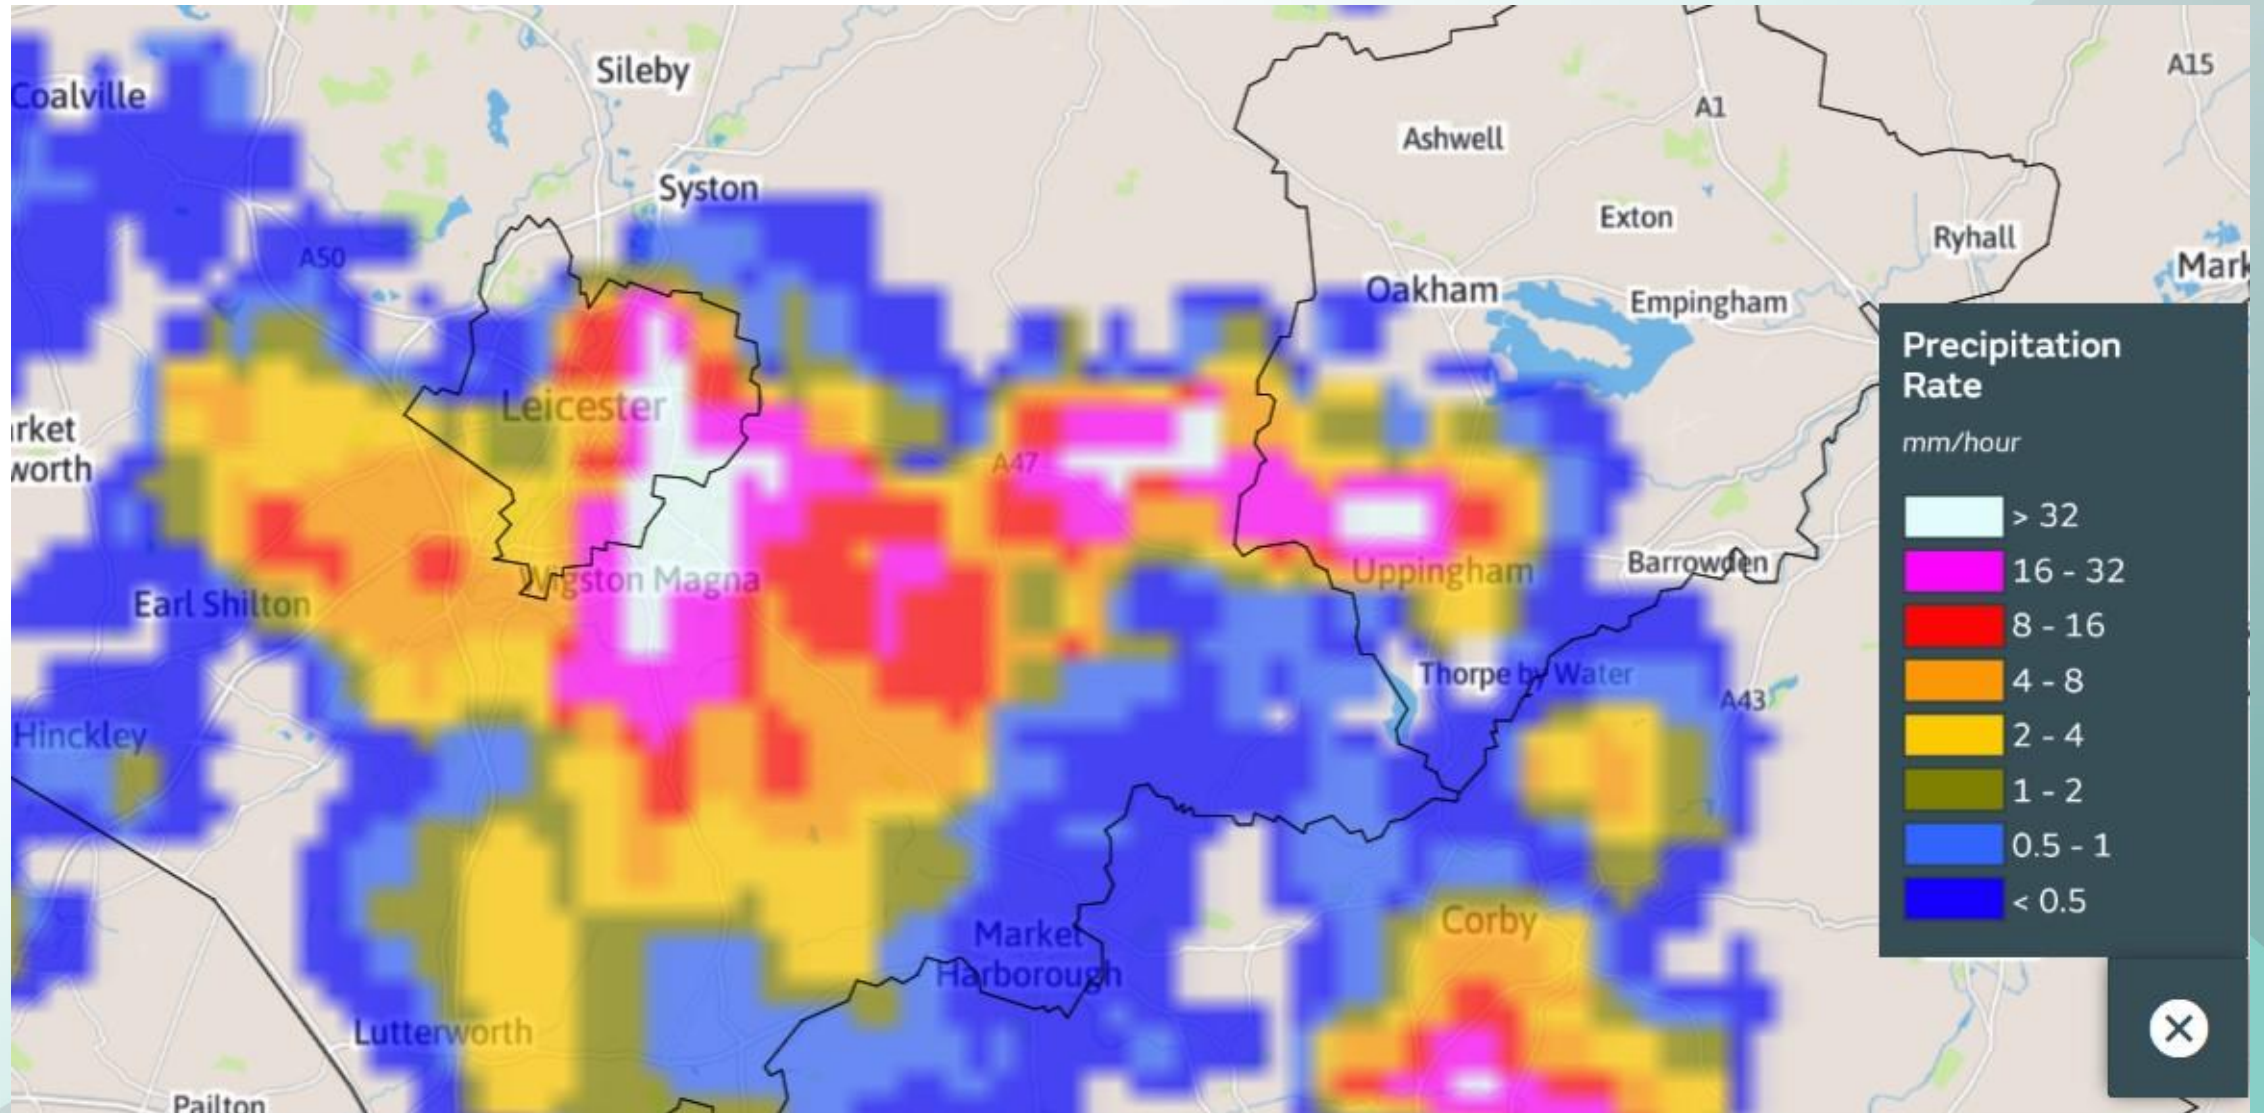 Sileby
A15
Coalville
A1
Ashwell
Syston
Exton
Ryhall
A50
Mark
Oakham
Empingham
Leicester
rket
worth
A47
Wigston Magna
Uppingham
Barrowden
Earl Shilton
Thorpe by Water
A43
Hinckley
Corby
Market
Harborough
Lutterworth
Pailton
Precipitation
Rate
mm/hour
> 32
16 - 32
8 - 16
4 - 8
2 - 4
1 - 2
0.5 - 1
< 0.5